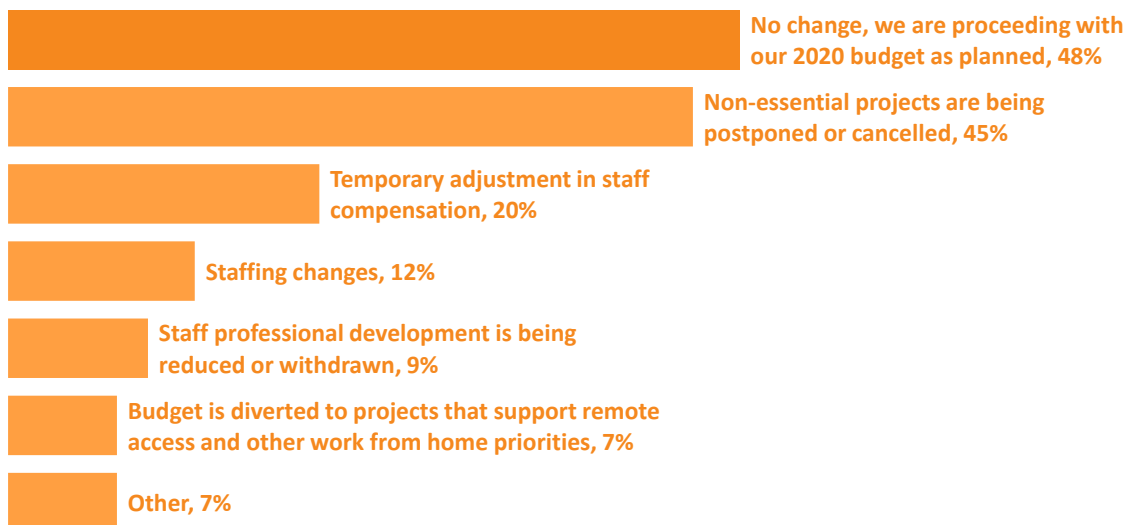 No change, we are proceeding with
our 2020 budget as planned, 48%
Non-essential projects are being
postponed or cancelled, 45%
Temporary adjustment in staff
compensation, 20%
Staffing changes, 12%
Staff professional development is being
reduced or withdrawn, 9%
Budget is diverted to projects that support remote
access and other work from home priorities, 7%
Other, 7%